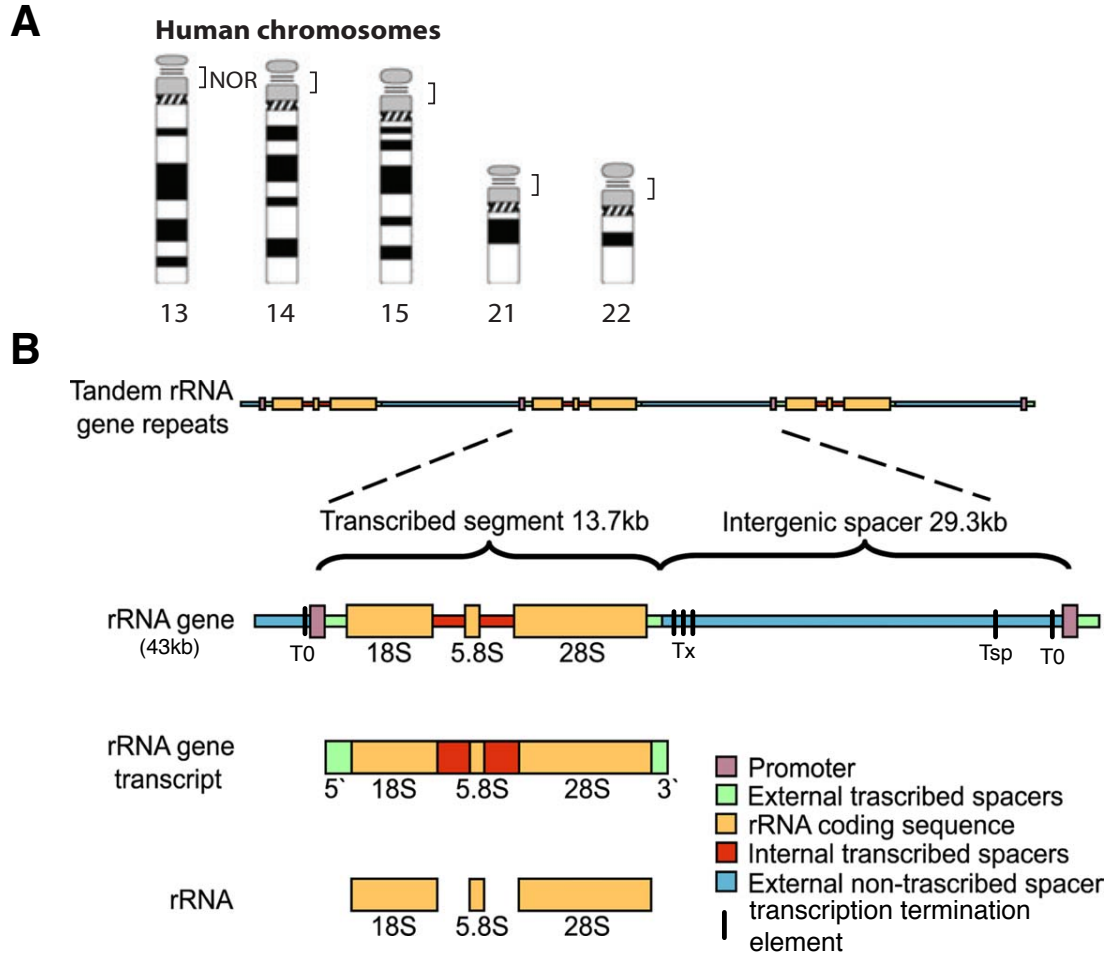 A
Human chromosomes
NOR
13
14
15
21
22
B
Tandem rRNA
gene repeats
Transcribed segment 13.7kb
Intergenic spacer 29.3kb
rRNA gene
(43kb)
T0
18S
5.8S
28S
Tx
Tsp
T0
rRNA gene
transcript
5`
18S
5.8S
28S
3`
rRNA
18S
5.8S
28S
Promoter
External trascribed spacers
rRNA coding sequence
Internal transcribed spacers
External non-trascribed spacer
transcription termination
element